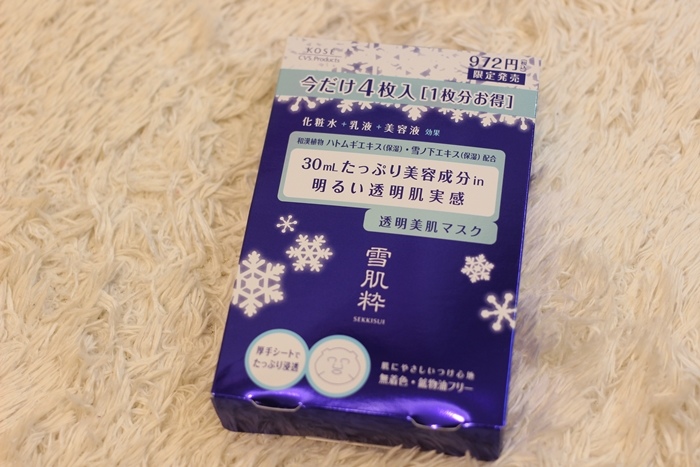 KOSÉ
CVS.Products
972円
税込
限定発売
今だけ4枚入[1枚分お得]
化粧水+乳液+美容液 効果
和漢植物 ハトムギエキス(保湿)・雪ノ下エキス(保湿)配合
30mLたっぷり美容成分in
明るい透明肌実感
透明美肌マスク
雪肌粋
SEKKISUI
厚手シートで
たっぷり浸透
肌にやさしいつけ心地
無着色・鉱物油フリー